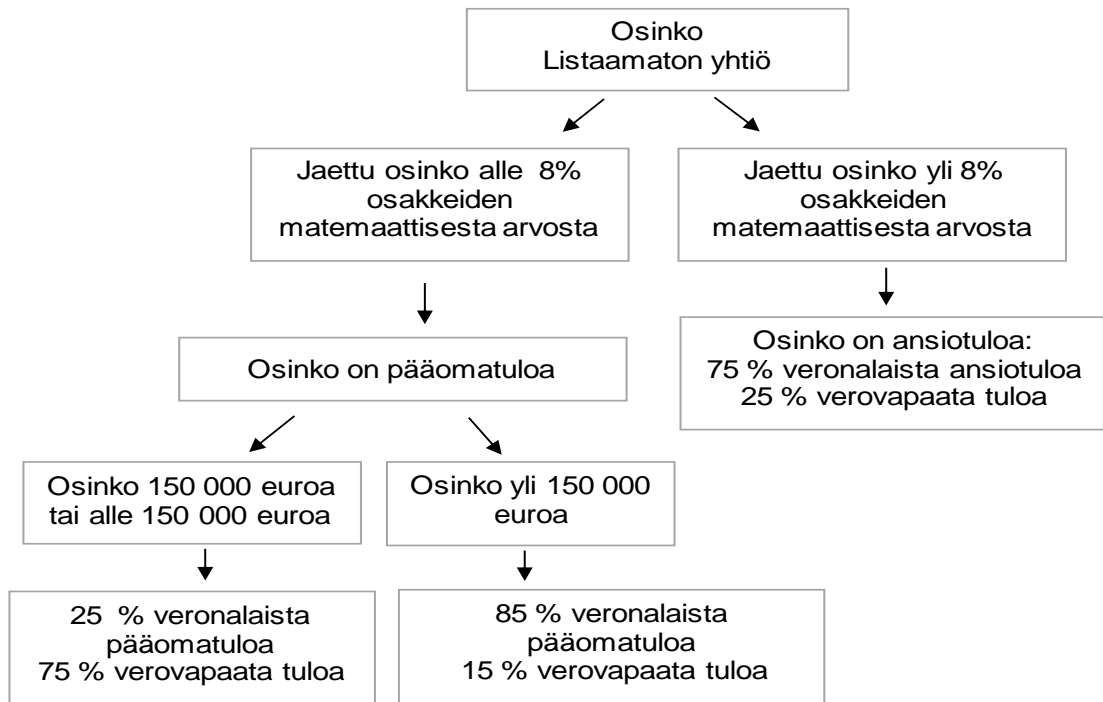 Osinko
Listaamaton yhtiö
Jaettu osinko alle 8%
osakkeiden
matemaattisesta arvosta
Jaettu osinko yli 8%
osakkeiden
matemaattisesta arvosta
Osinko on pääomatuloa
Osinko on ansiotuloa:
75 % veronalaista ansiotuloa
25 % verovapaata tuloa
Osinko 150 000 euroa
tai alle 150 000 euroa
Osinko yli 150 000
euroa
25 % veronalaista
pääomatuloa
75 % verovapaata tuloa
85 % veronalaista
pääomatuloa
15 % verovapaata tuloa